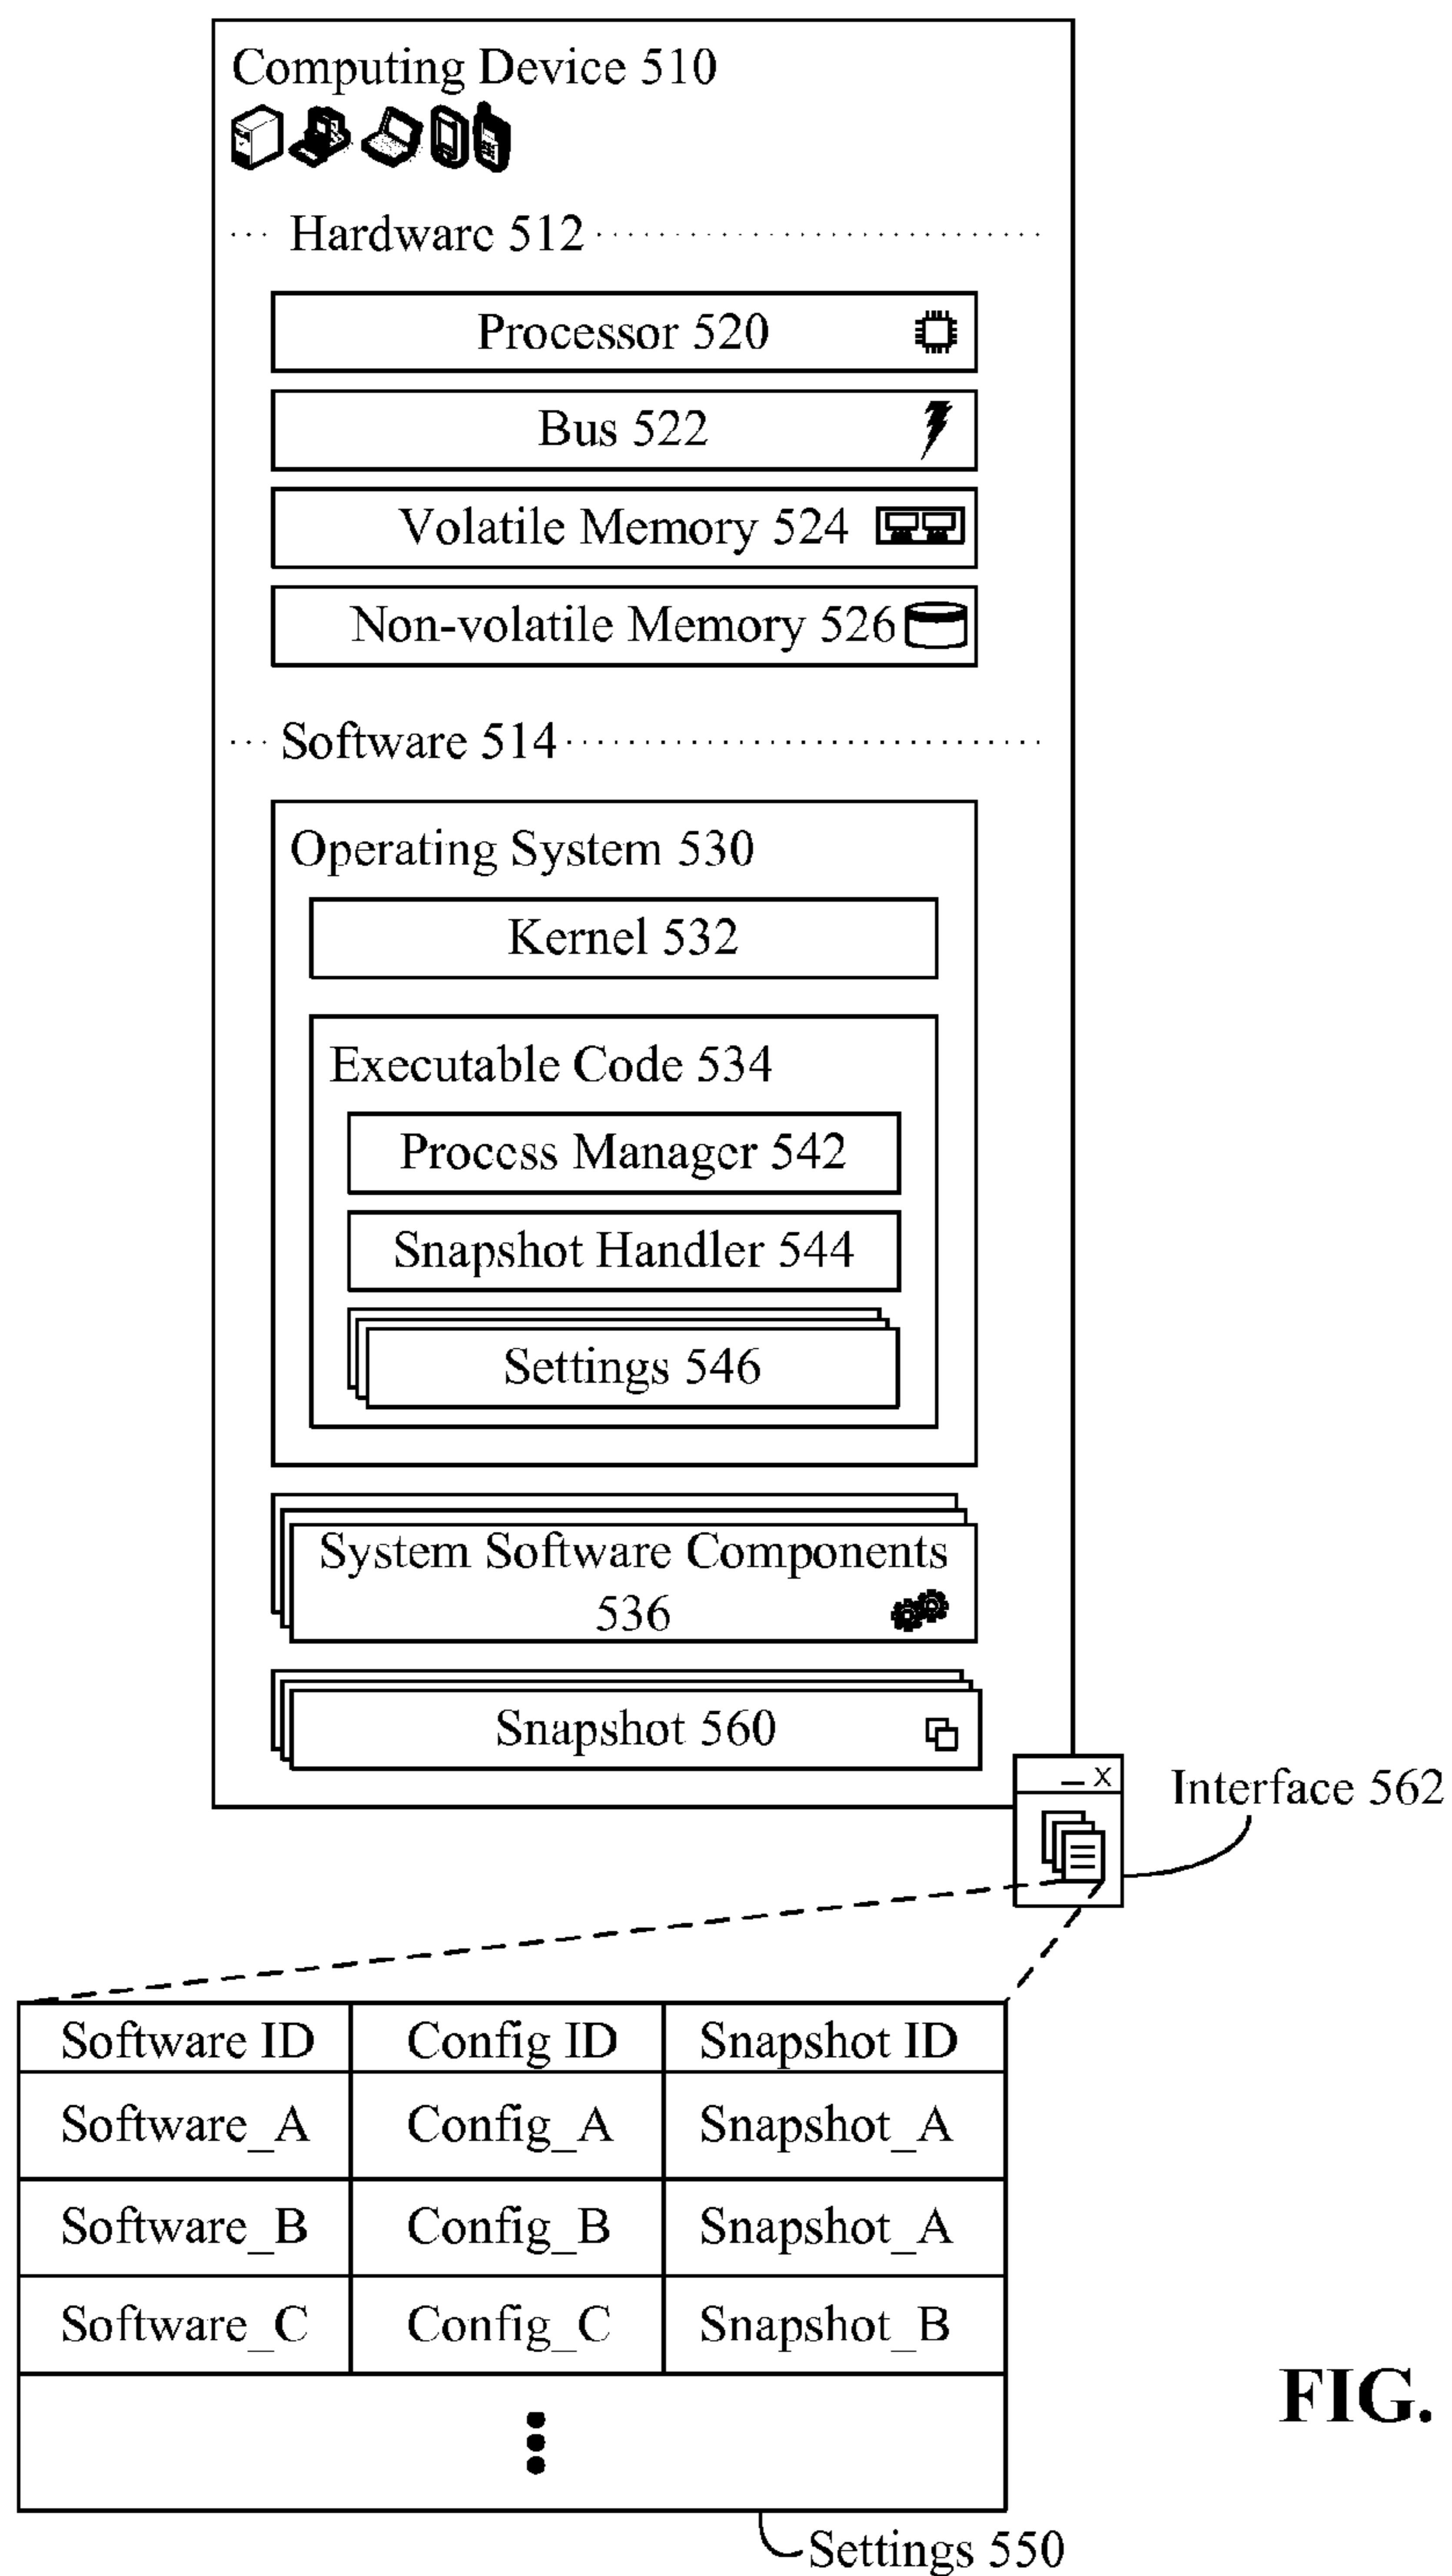 Computing Device 510
Hardware 512
Processor 520
Bus 522
Volatile Memory 524
Non-volatile Memory 526
Software 514
Operating System 530
Kernel 532
Executable Code 534
Process Manager 542
Snapshot Handler 544
Settings 546
System Software Components
536
Snapshot 560
_ X
Interface 562
Software ID Config ID Snapshot ID
Software_A Config_A Snapshot_A
Software_B Config_B Snapshot_A
Software_C Config_C Snapshot_B
FIG.
Settings 550